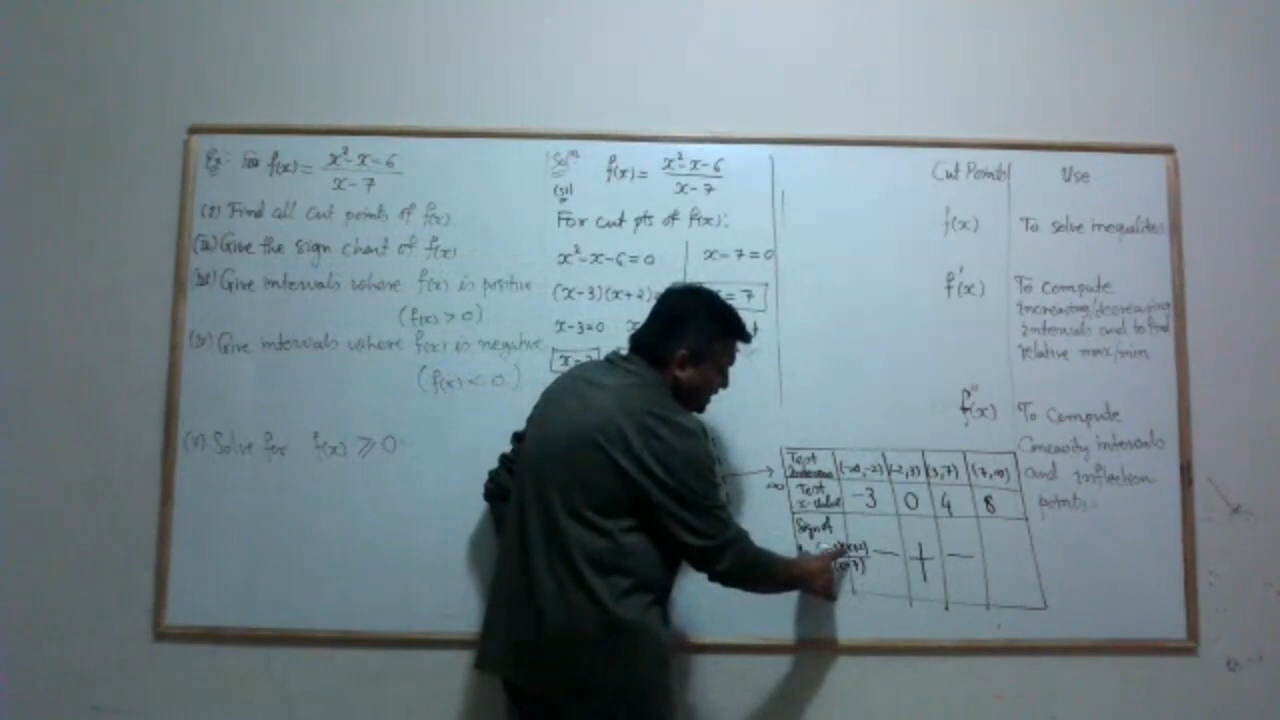 Ex: For f(x) = x²-x-6
x-7
(i) Find all cut points of f(x)
(ii) Give the sign chart of f(x)
(iii) Give intervals where f(x) is positive
(f(x) > 0)
(iv) Give intervals where f(x) is negative
(f(x) < 0)
(v) Solve for f(x) ⩾ 0
Solⁿ f(x) = x²-x-6
x-7
For cut pts of f(x):
x²-x-6=0 x-7=0
(x-3)(x+2) = 7
x-3=0
Cut Points Use
f(x) To solve inequalities
f'(x) To Compute
increasing/decreasing
intervals and to find
relative max/min
f''(x) To Compute
Concavity intervals
and inflection
points.
Test Interval (-∞,-2) (-2,3) (3,7) (7,∞)
Test x-value -3 0 4 8
Sign of
(x+2) − + −